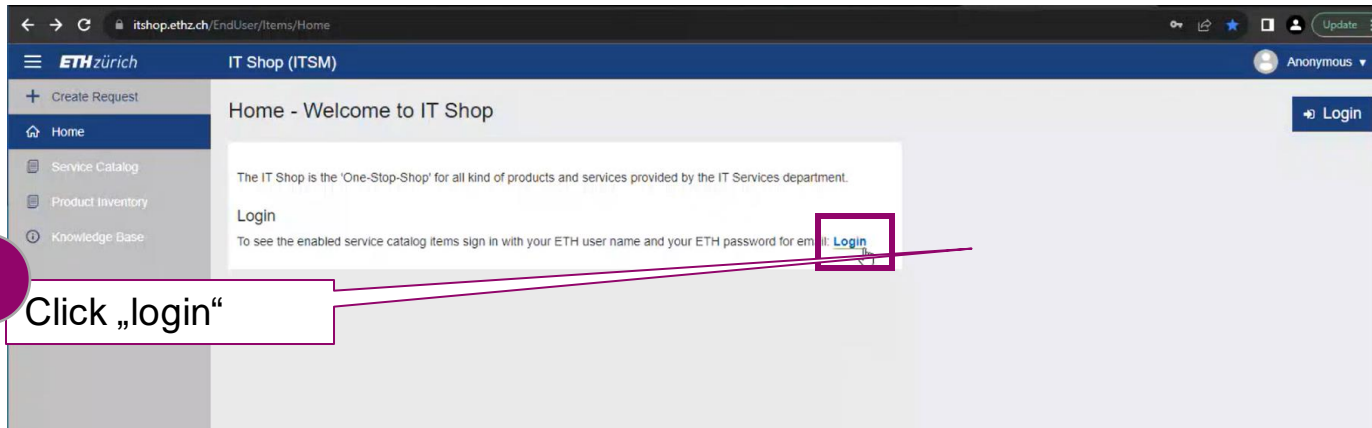 itshop.ethz.ch/EndUser/Items/Home
Update
ETH zürich
IT Shop (ITSM)
Anonymous
Create Request
Home
Service Catalog
Product Inventory
Knowledge Base
Home - Welcome to IT Shop
Login
The IT Shop is the 'One-Stop-Shop' for all kind of products and services provided by the IT Services department.
Login
To see the enabled service catalog items sign in with your ETH user name and your ETH password for email: Login
Click „login“